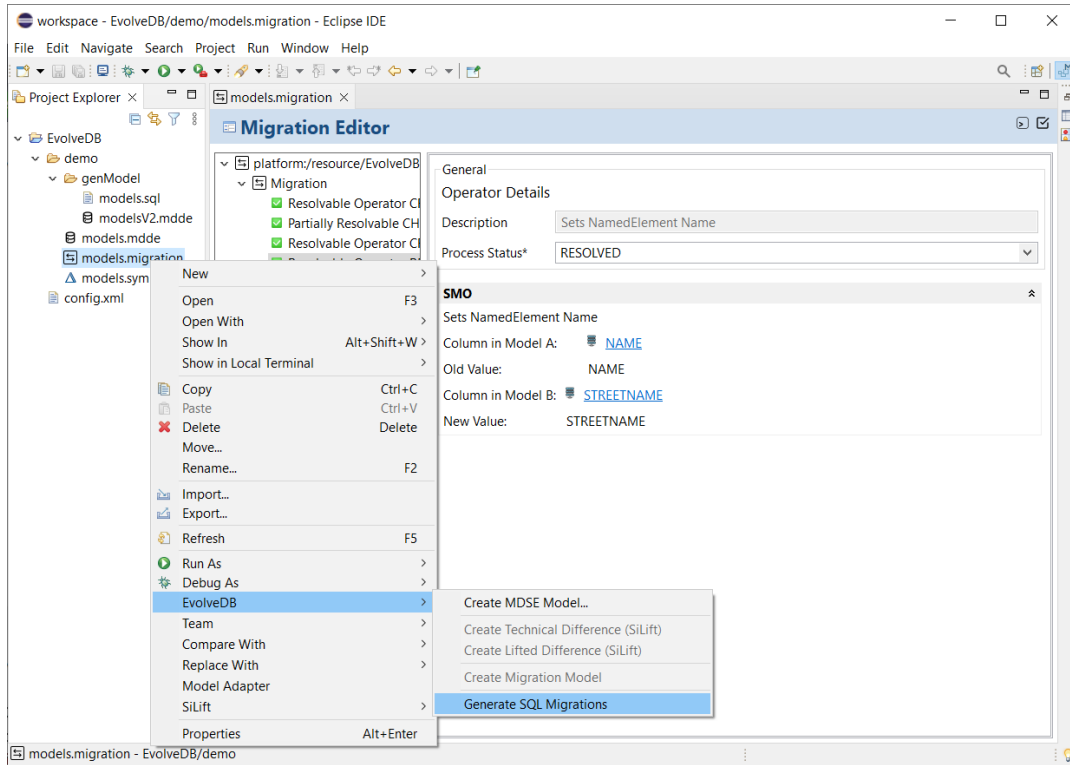 workspace - EvolveDB/demo/models.migration - Eclipse IDE
File Edit Navigate Search Project Run Window Help
Project Explorer
models.migration
EvolveDB
demo
genModel
models.sql
modelsV2.mdde
models.mdde
models.migration
models.sym
config.xml
Migration Editor
platform:/resource/EvolveDB
Migration
Resolvable Operator
Partially Resolvable CH
Resolvable Operator
General
Operator Details
Description Sets NamedElement Name
Process Status* RESOLVED
SMO
Sets NamedElement Name
Column in Model A: NAME
Old Value: NAME
Column in Model B: STREETNAME
New Value: STREETNAME
New
Open F3
Open With
Show In Alt+Shift+W
Show in Local Terminal
Copy Ctrl+C
Paste Ctrl+V
Delete Delete
Move...
Rename... F2
Import...
Export...
Refresh F5
Run As
Debug As
EvolveDB
Team
Compare With
Replace With
Model Adapter
SiLift
Properties Alt+Enter
Create MDSE Model...
Create Technical Difference (SiLift)
Create Lifted Difference (SiLift)
Create Migration Model
Generate SQL Migrations
models.migration - EvolveDB/demo